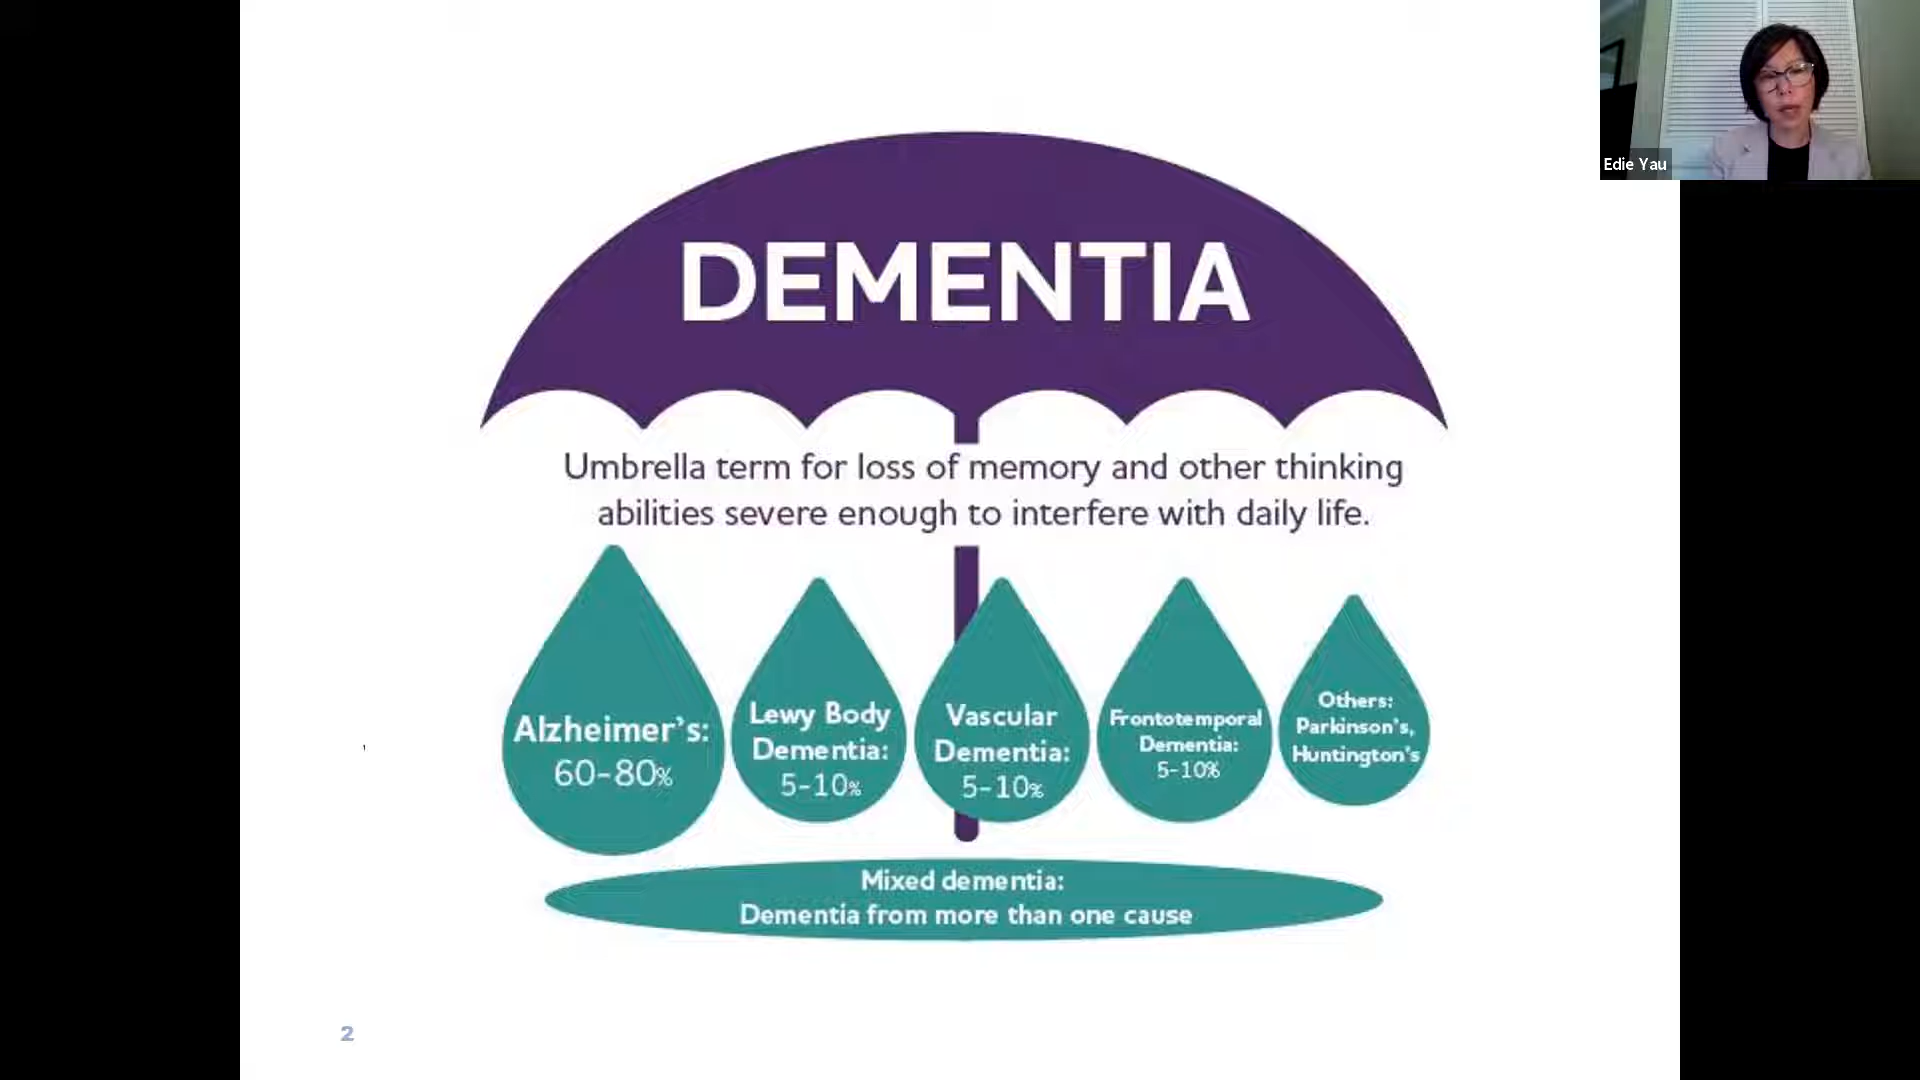 Edie Yau
DEMENTIA
Umbrella term for loss of memory and other thinking
abilities severe enough to interfere with daily life.
Alzheimer's:
60-80%
Lewy Body
Dementia:
5-10%
Vascular
Dementia:
5-10%
Frontotemporal
Dementia:
5-10%
Others:
Parkinson's,
Huntington's
Mixed dementia:
Dementia from more than one cause
2